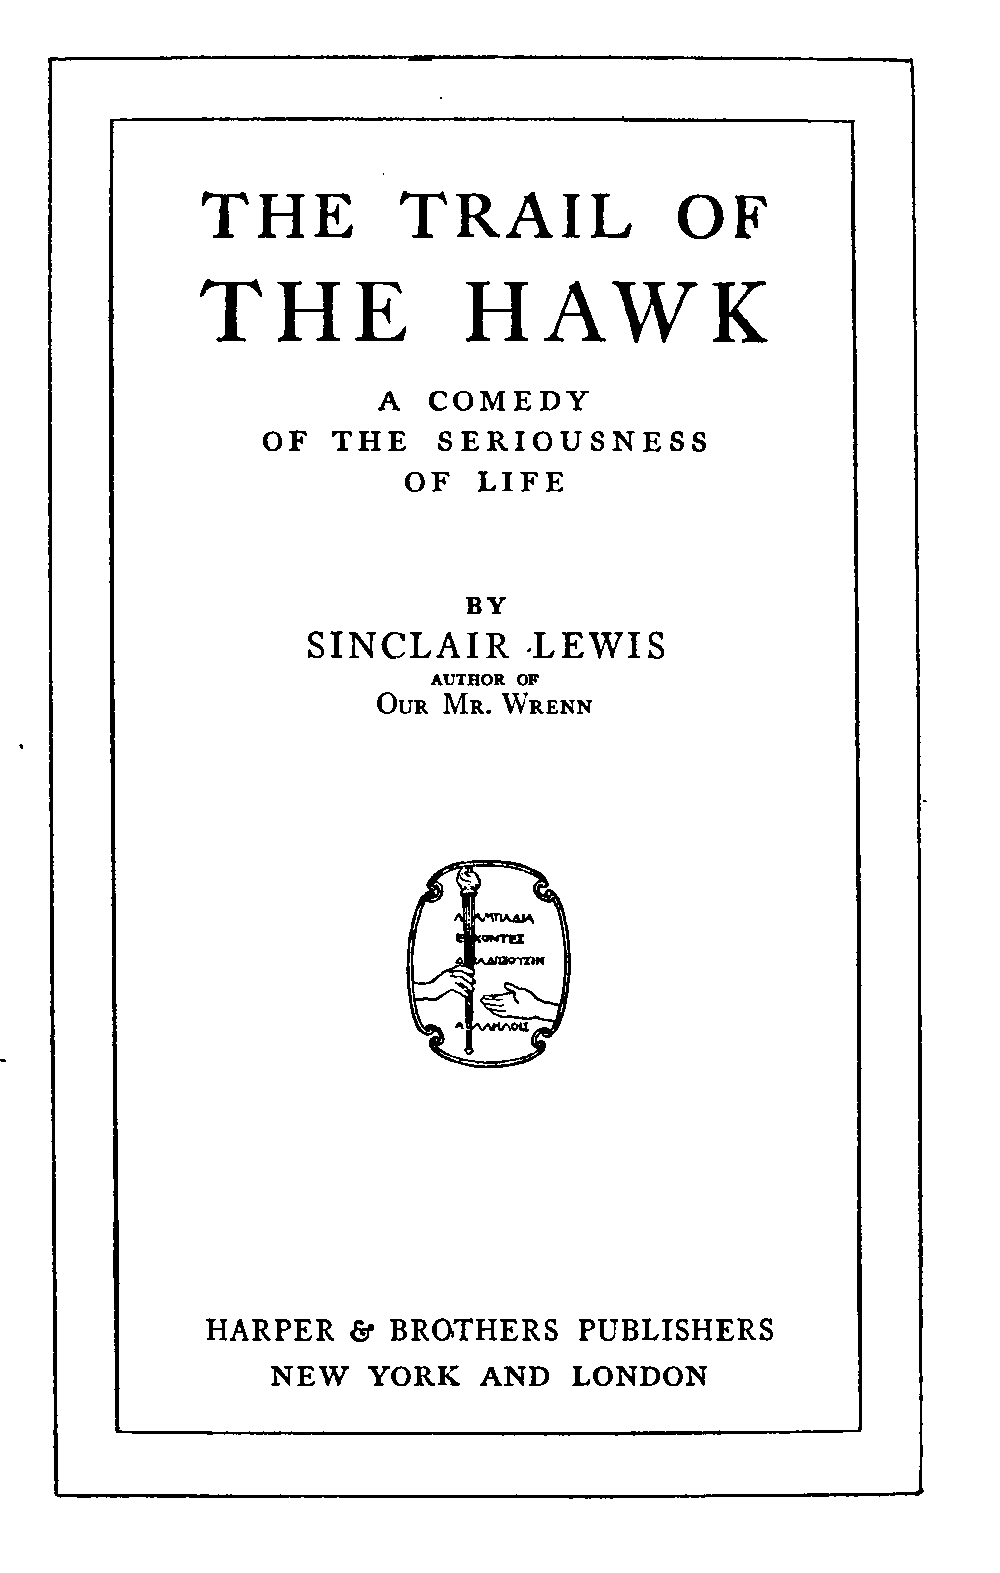 THE TRAIL OF
THE HAWK
A COMEDY
OF THE SERIOUSNESS
OF LIFE
BY
SINCLAIR LEWIS
AUTHOR OF
OUR MR. WRENN
HARPER & BROTHERS PUBLISHERS
NEW YORK AND LONDON